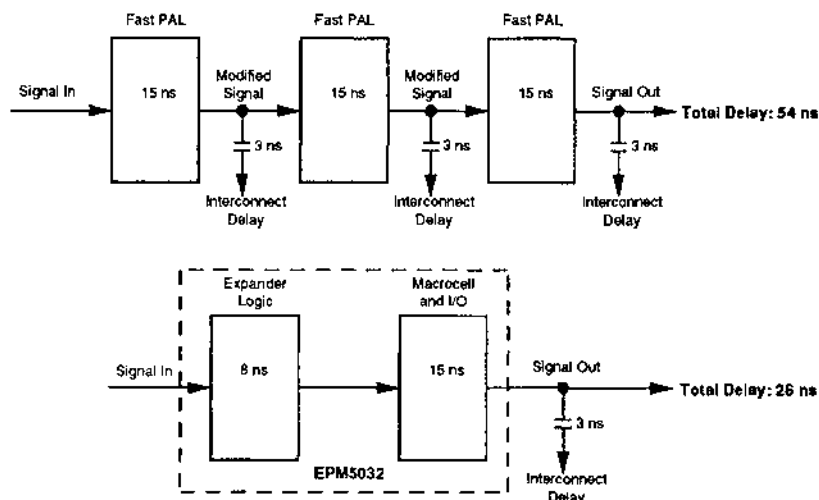 Fast PAL
Fast PAL
Fast PAL
Signal In
15 ns
Modified
Signal
15 ns
Modified
Signal
15 ns
Signal Out
Total Delay: 54 ns
3 ns
3 ns
3 ns
Interconnect
Delay
Interconnect
Delay
Interconnect
Delay
Expander
Logic
Macrocell
and I/O
Signal In
8 ns
15 ns
Signal Out
Total Delay: 26 ns
3 ns
EPM5032
Interconnect
Delay